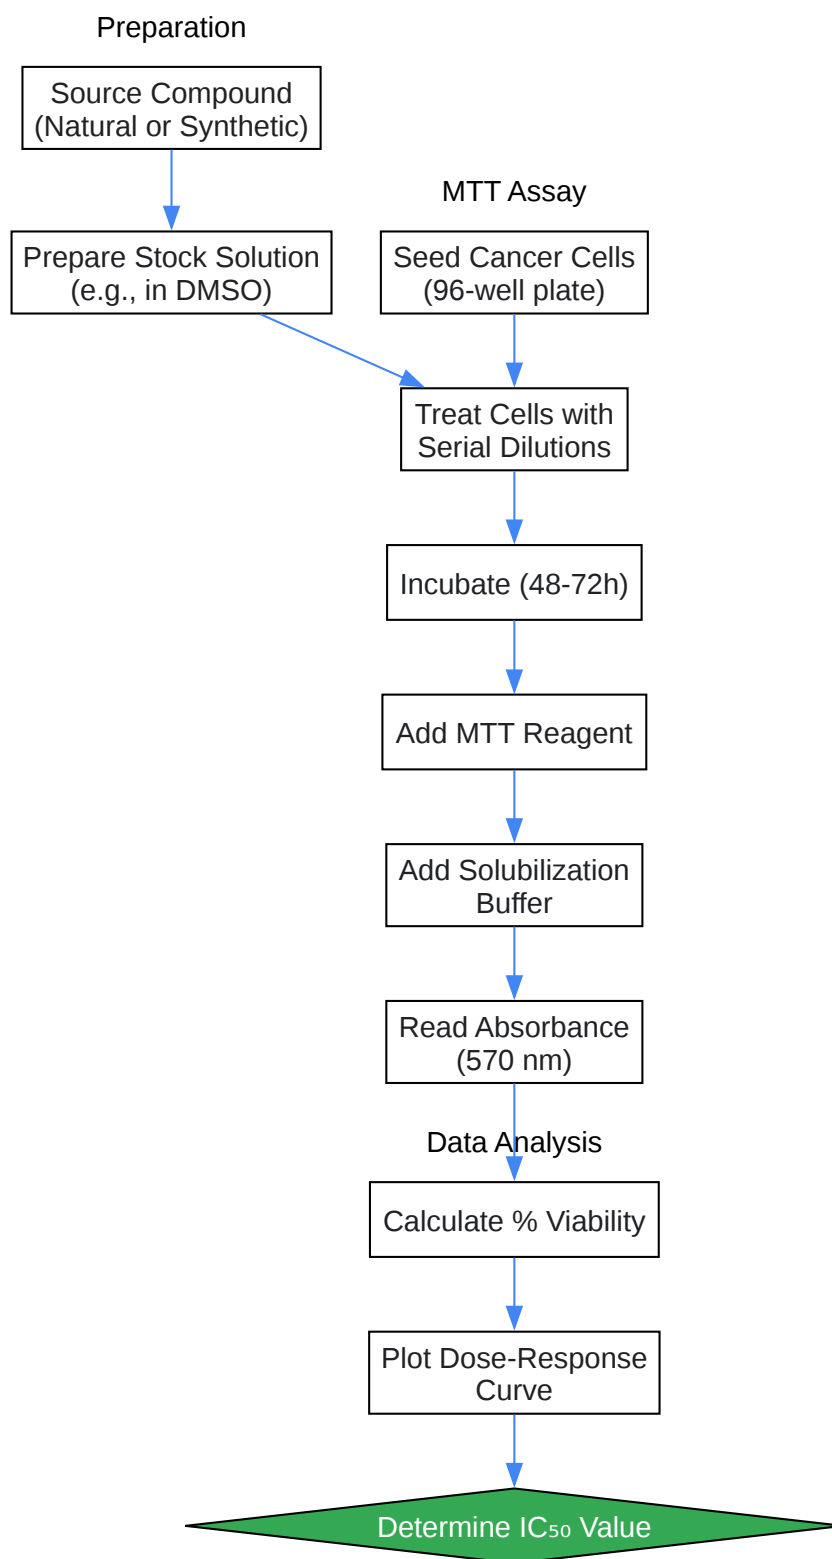 Preparation
Source Compound
(Natural or Synthetic)
MTT Assay
Prepare Stock Solution
(e.g., in DMSO)
Seed Cancer Cells
(96-well plate)
Treat Cells with
Serial Dilutions
Incubate (48-72h)
Add MTT Reagent
Add Solubilization
Buffer
Read Absorbance
(570 nm)
Data Analysis
Calculate % Viability
Plot Dose-Response
Curve
Determine IC₅₀ Value